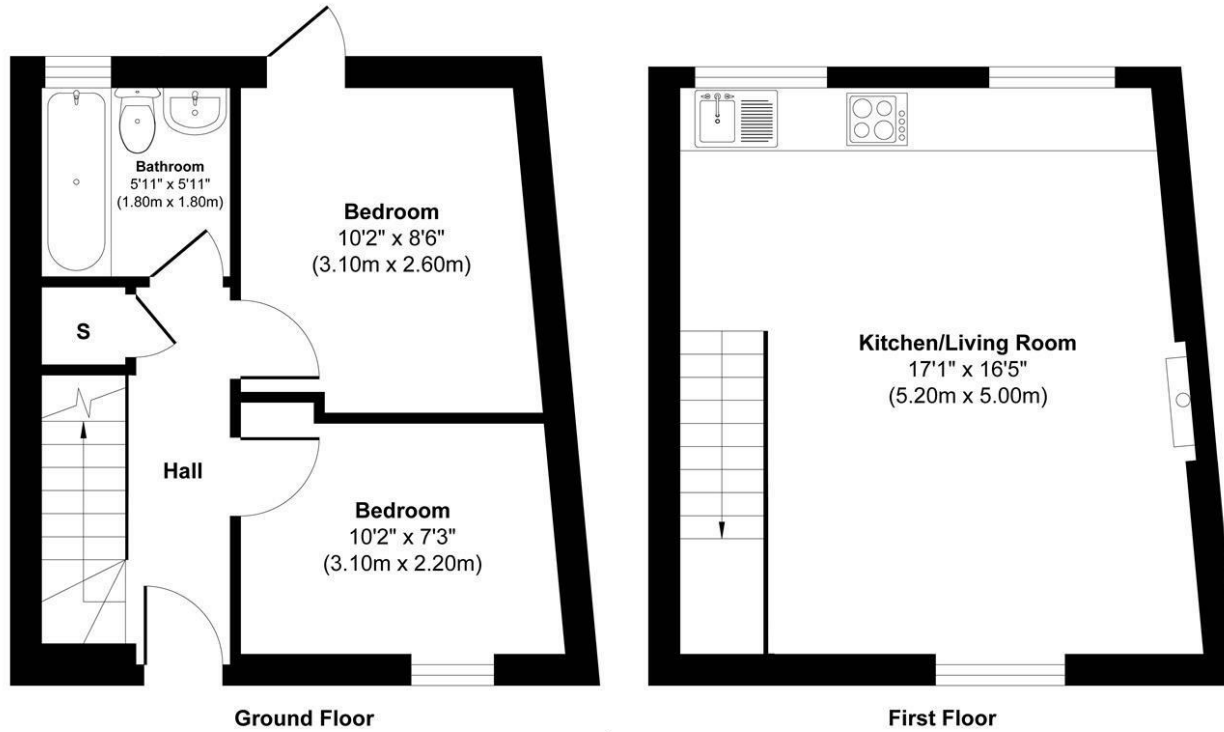 Bathroom
5'11" x 5'11"
(1.80m x 1.80m)
Bedroom
10'2" x 8'6"
(3.10m x 2.60m)
S
Hall
Bedroom
10'2" x 7'3"
(3.10m x 2.20m)
Ground Floor
Kitchen/Living Room
17'1" x 16'5"
(5.20m x 5.00m)
First Floor